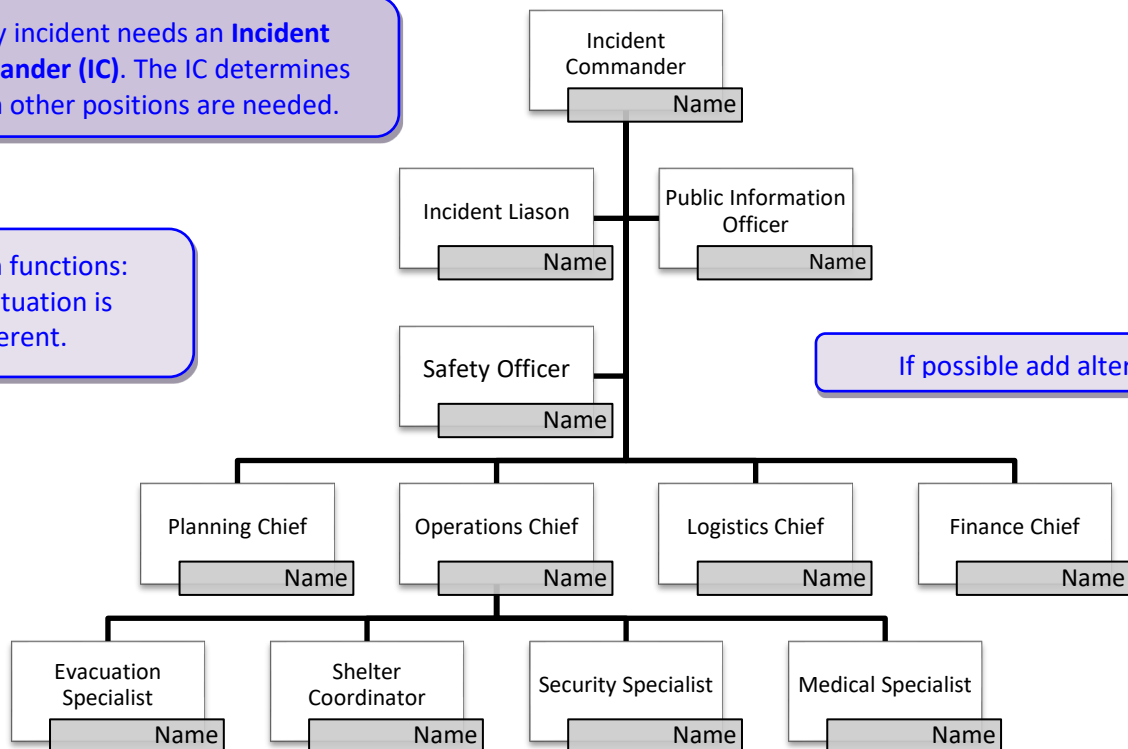 y incident needs an Incident
ander (IC). The IC determines
other positions are needed.
Incident
Commander
Name
Incident Liason
Name
Public Information
Officer
Name
functions:
tuation is
erent.
Safety Officer
Name
If possible add alter
Planning Chief
Name
Operations Chief
Name
Logistics Chief
Name
Finance Chief
Name
Evacuation
Specialist
Name
Shelter
Coordinator
Name
Security Specialist
Name
Medical Specialist
Name